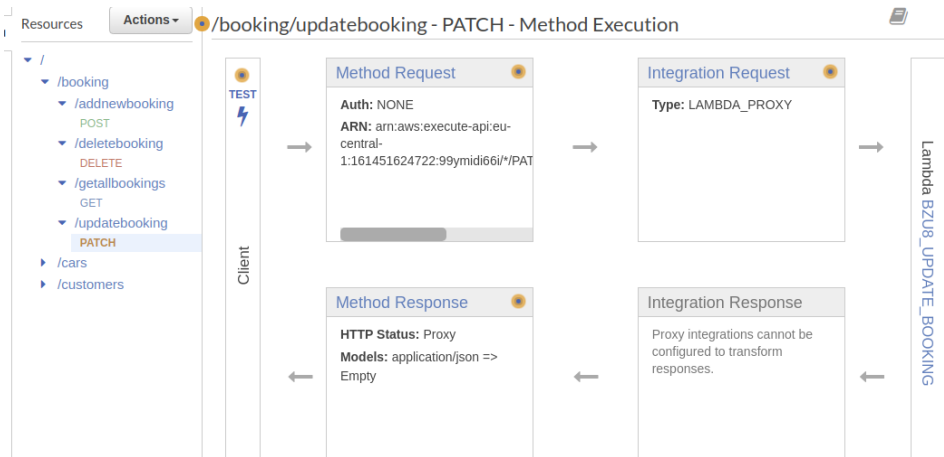 Resources
Actions
/booking/updatebooking - PATCH - Method Execution
/
/booking
/addnewbooking
POST
/deletebooking
DELETE
/getallbookings
GET
/updatebooking
PATCH
/cars
/customers
TEST
Client
Method Request
Auth: NONE
ARN: arn:aws:execute-api:eu-
central-
1:161451624722:99ymidi66i/*/PAT
Integration Request
Type: LAMBDA_PROXY
Lambda BZU8_UPDATE_BOOKING
Method Response
HTTP Status: Proxy
Models: application/json =>
Empty
Integration Response
Proxy integrations cannot be
configured to transform
responses.